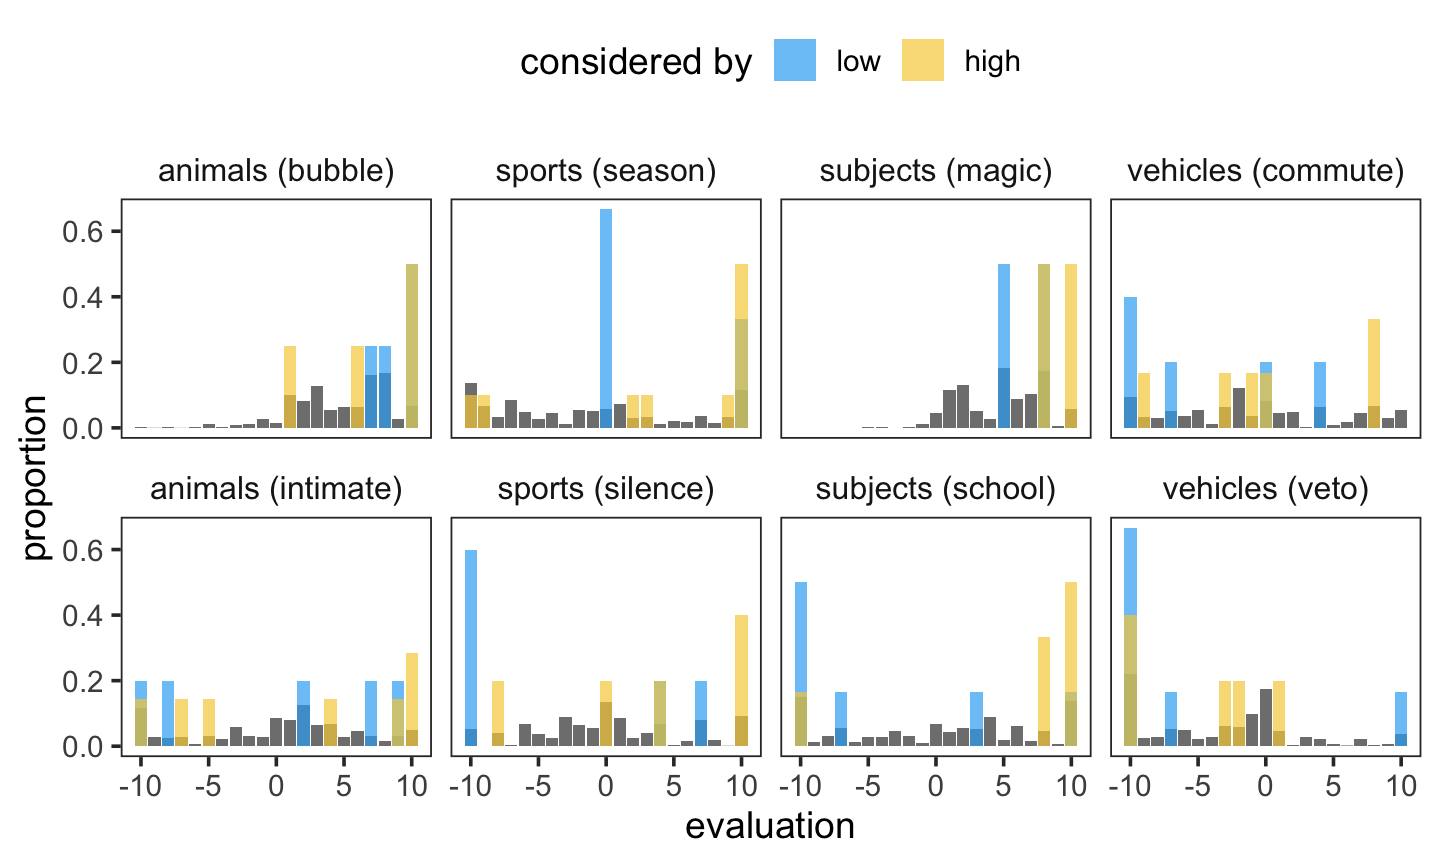 considered by low high
animals (bubble) sports (season) subjects (magic) vehicles (commute)
0.6
0.4
0.2
0.0
animals (intimate) sports (silence) subjects (school) vehicles (veto)
0.6
0.4
0.2
0.0
-10 -5 0 5 10 -10 -5 0 5 10 -10 -5 0 5 10 -10 -5 0 5 10
evaluation
proportion